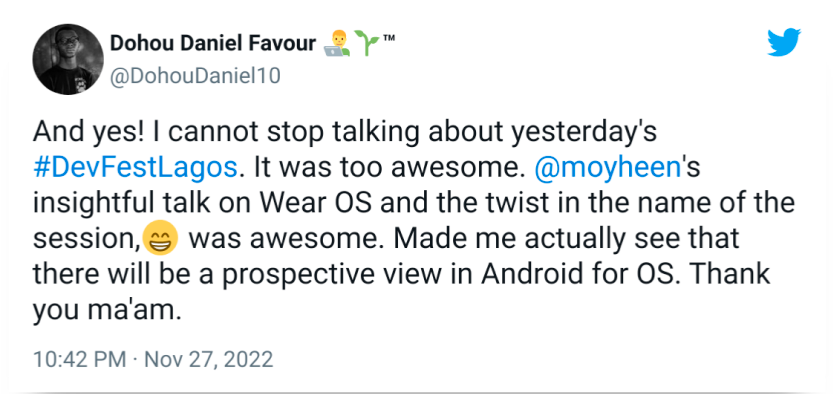 Dohou Daniel Favour 👨‍💻🌱™
@DohouDaniel10
And yes! I cannot stop talking about yesterday's
#DevFestLagos. It was too awesome. @moyheen's
insightful talk on Wear OS and the twist in the name of the
session,😁 was awesome. Made me actually see that
there will be a prospective view in Android for OS. Thank
you ma'am.
10:42 PM · Nov 27, 2022